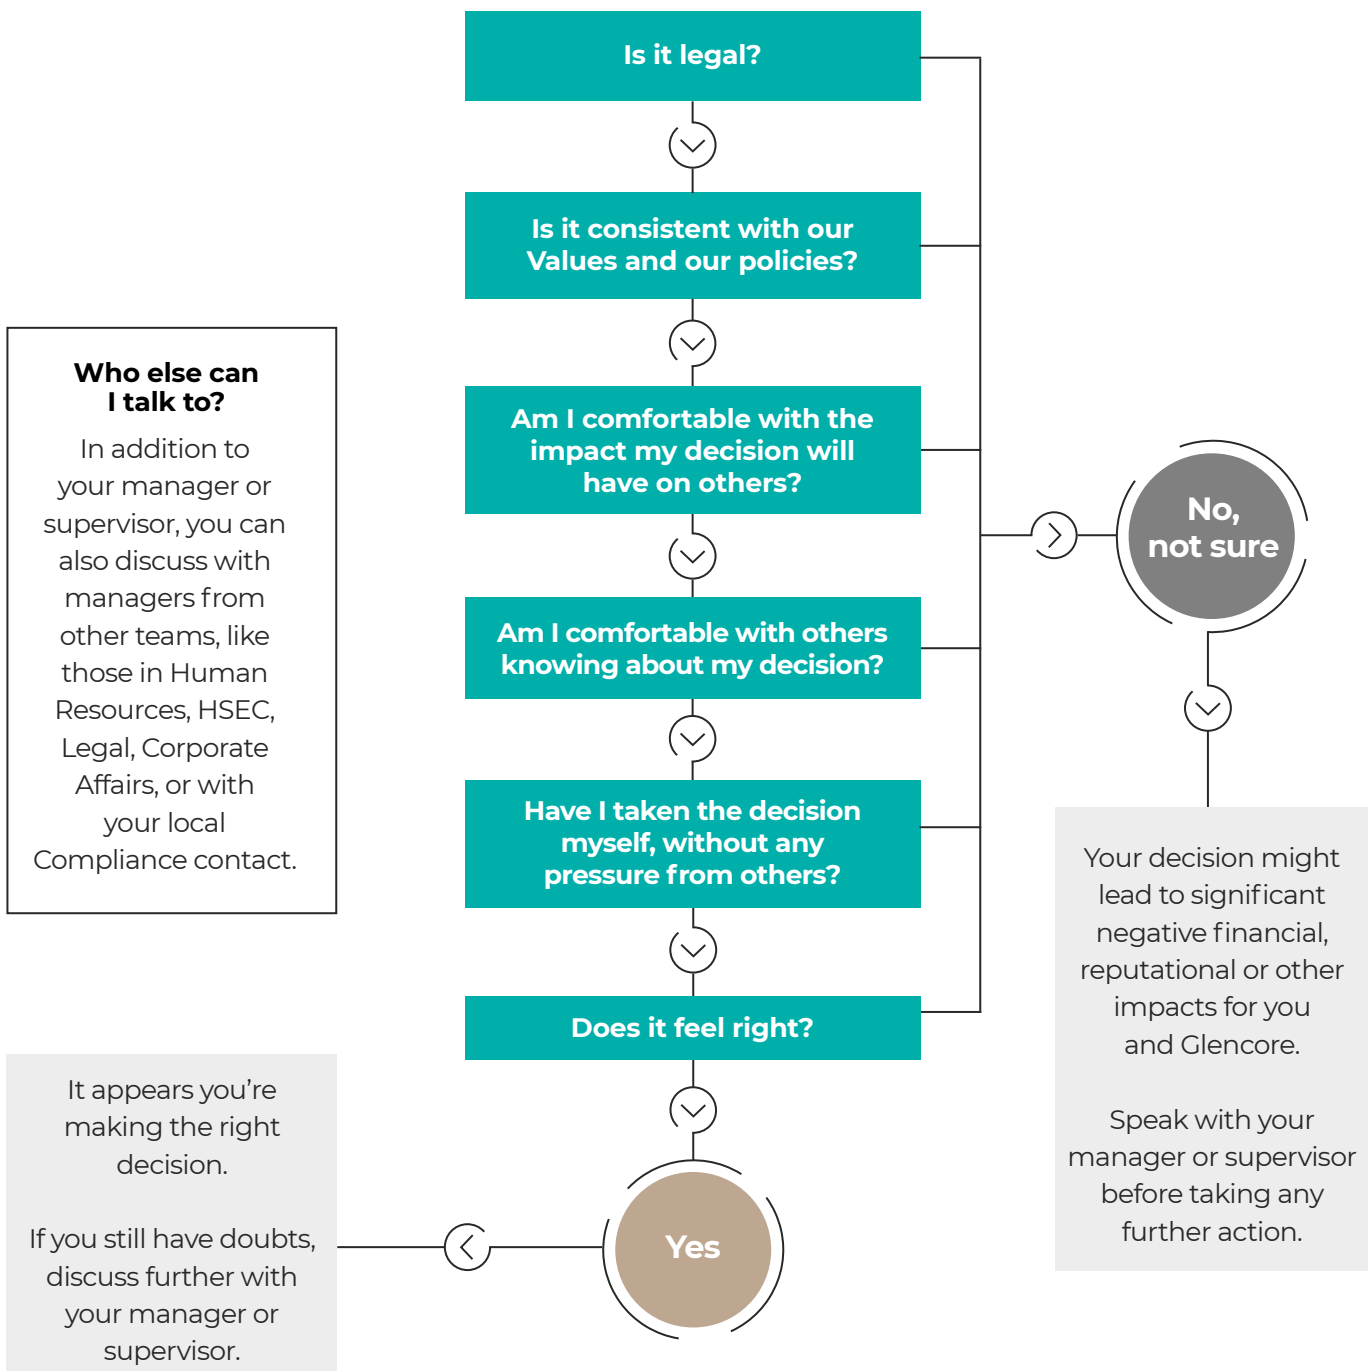 Is it legal?
Is it consistent with our
Values and our policies?
Am I comfortable with the
impact my decision will
have on others?
Am I comfortable with others
knowing about my decision?
Have I taken the decision
myself, without any
pressure from others?
Does it feel right?
Yes
No,
not sure
Who else can
I talk to?
In addition to
your manager or
supervisor, you can
also discuss with
managers from
other teams, like
those in Human
Resources, HSEC,
Legal, Corporate
Affairs, or with
your local
Compliance contact.
It appears you’re
making the right
decision.
If you still have doubts,
discuss further with
your manager or
supervisor.
Your decision might
lead to significant
negative financial,
reputational or other
impacts for you
and Glencore.
Speak with your
manager or supervisor
before taking any
further action.